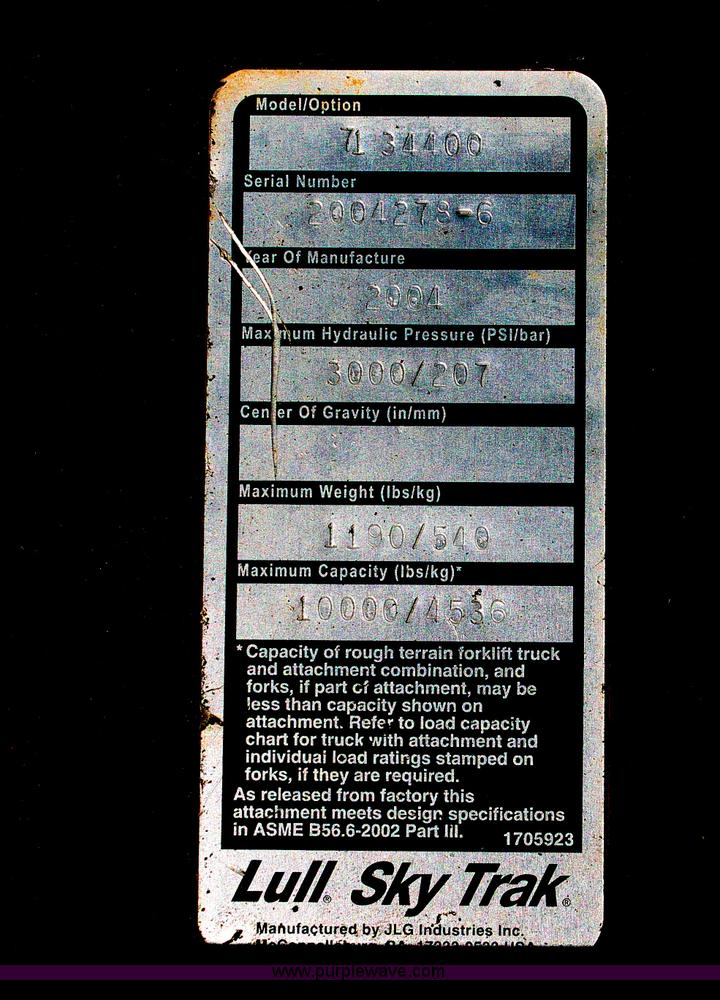 Model/Option
7134400
Serial Number
2004278-6
Year Of Manufacture
2004
Maximum Hydraulic Pressure (PSI/bar)
3000/207
Center Of Gravity (in/mm)
Maximum Weight (lbs/kg)
1190/540
Maximum Capacity (lbs/kg)*
10000/4536
* Capacity of rough terrain forklift truck
and attachment combination, and
forks, if part of attachment, may be
less than capacity shown on
attachment. Refer to load capacity
chart for truck with attachment and
individual load ratings stamped on
forks, if they are required.
As released from factory this
attachment meets design specifications
in ASME B56.6-2002 Part III.
1705923
Lull® Sky Trak®
Manufactured by JLG Industries Inc.
www.purplewave.com